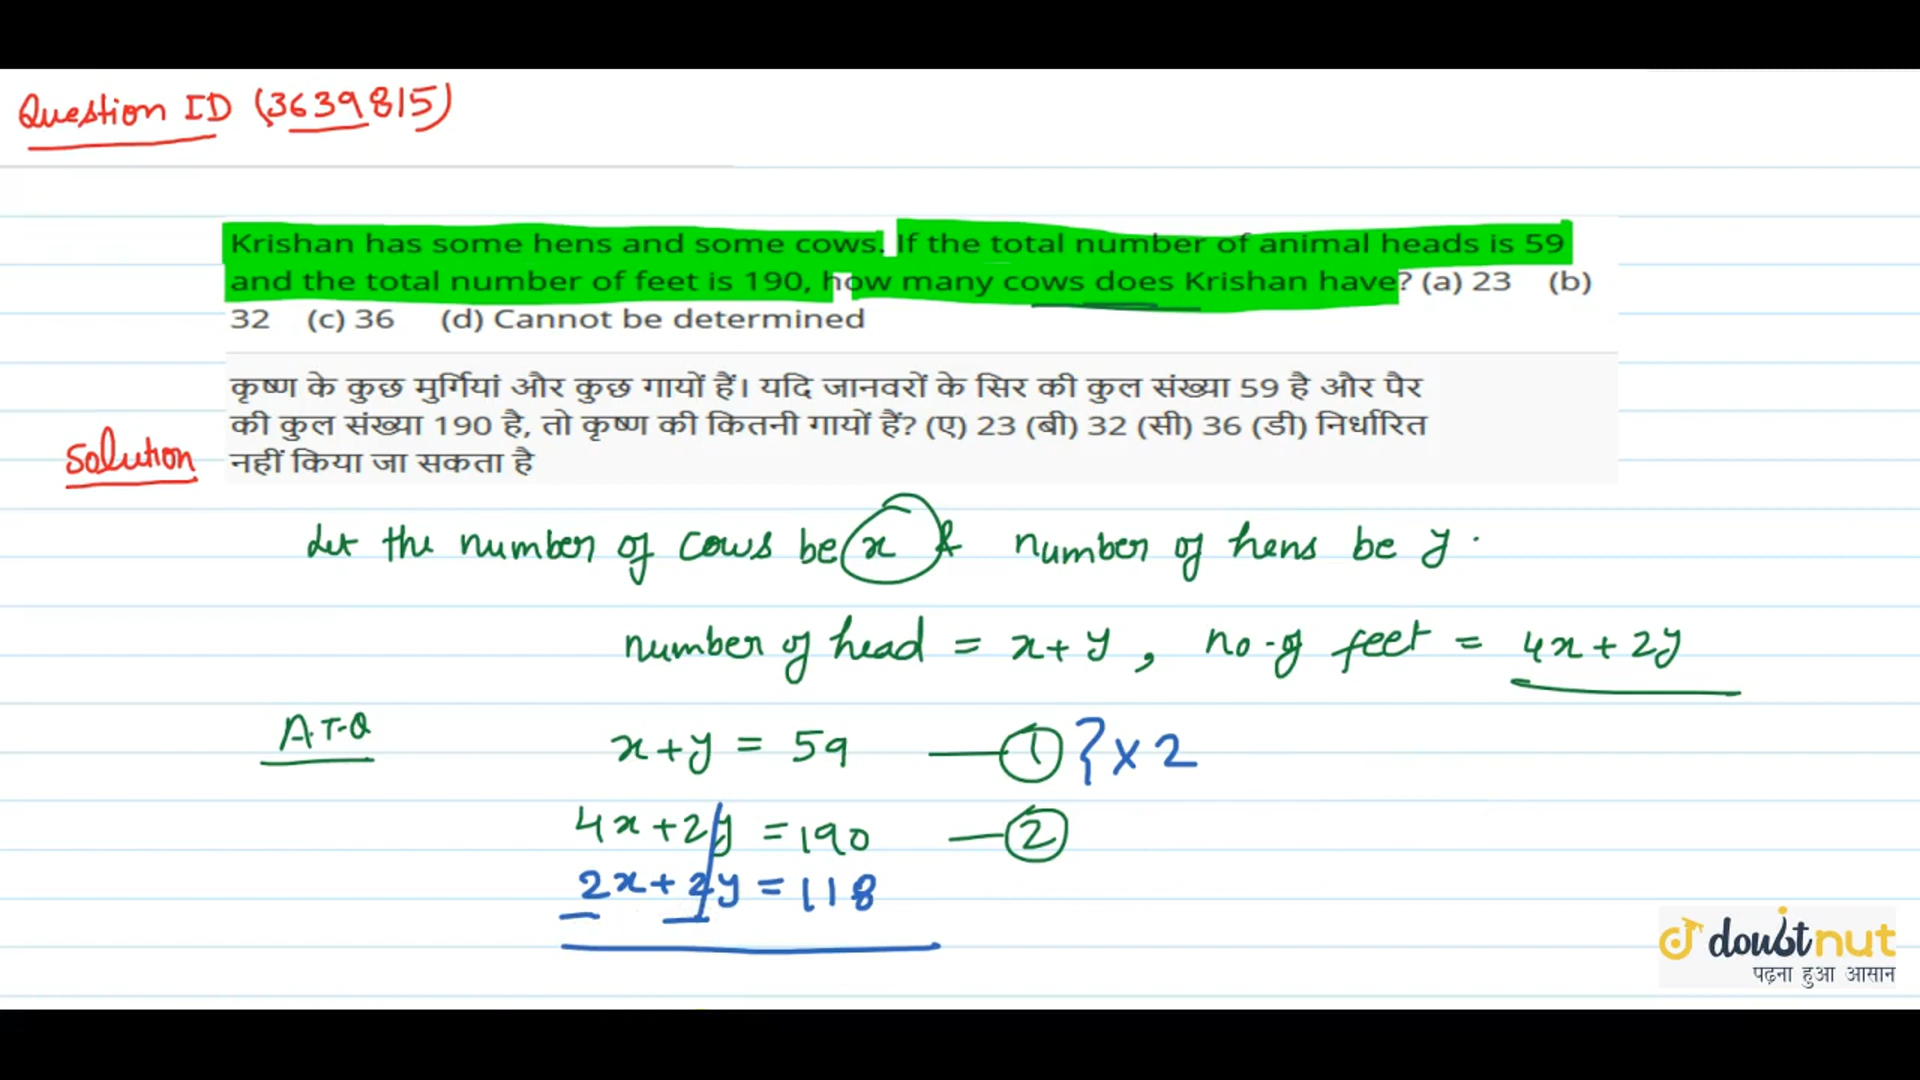 Question ID (3639815)
Krishan has some hens and some cows. If the total number of animal heads is 59
and the total number of feet is 190, how many cows does Krishan have? (a) 23 (b)
32 (c) 36 (d) Cannot be determined
कृष्ण के कुछ मुर्गियां और कुछ गायों हैं। यदि जानवरों के सिर की कुल संख्या 59 है और पैर
की कुल संख्या 190 है, तो कृष्ण की कितनी गायों हैं? (ए) 23 (बी) 32 (सी) 36 (डी) निर्धारित
नहीं किया जा सकता है
Solution
Let the number of cows be x & number of hens be y.
number of head = x+y, no. of feet = 4x+2y
A.T.Q
x+y = 59 —① } x 2
4x+2y = 190 —②
2x+2y = 118
doubtnut
पढ़ना हुआ आसान